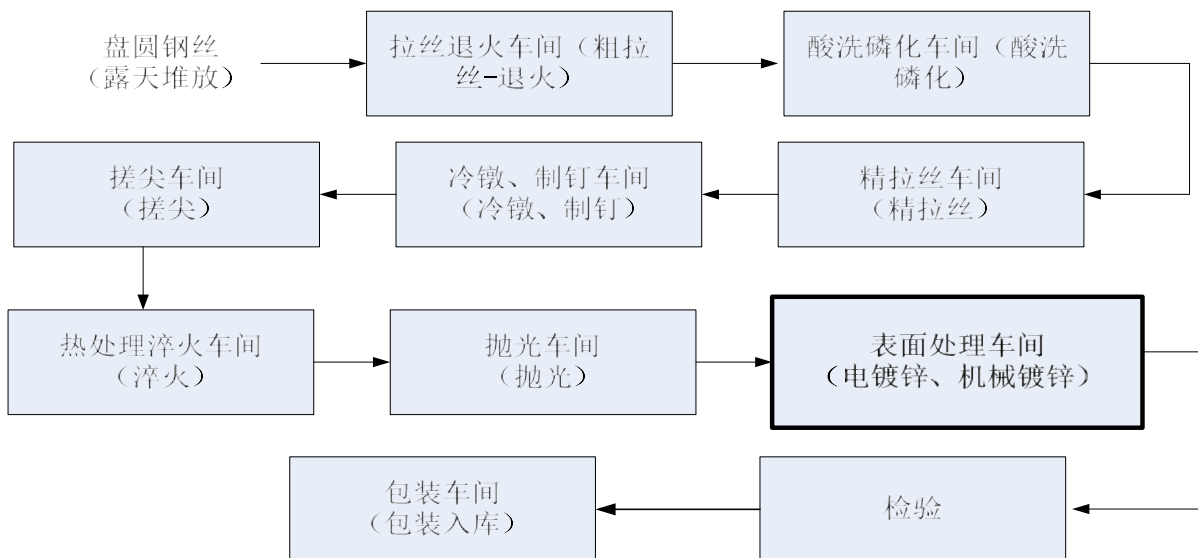 盘圆钢丝
（露天堆放）
拉丝退火车间（粗拉
丝-退火）
酸洗磷化车间（酸洗
磷化）
搓尖车间
（搓尖）
冷镦、制钉车间
（冷镦、制钉）
精拉丝车间
（精拉丝）
热处理淬火车间
（淬火）
抛光车间
（抛光）
表面处理车间
（电镀锌、机械镀锌）
包装车间
（包装入库）
检验